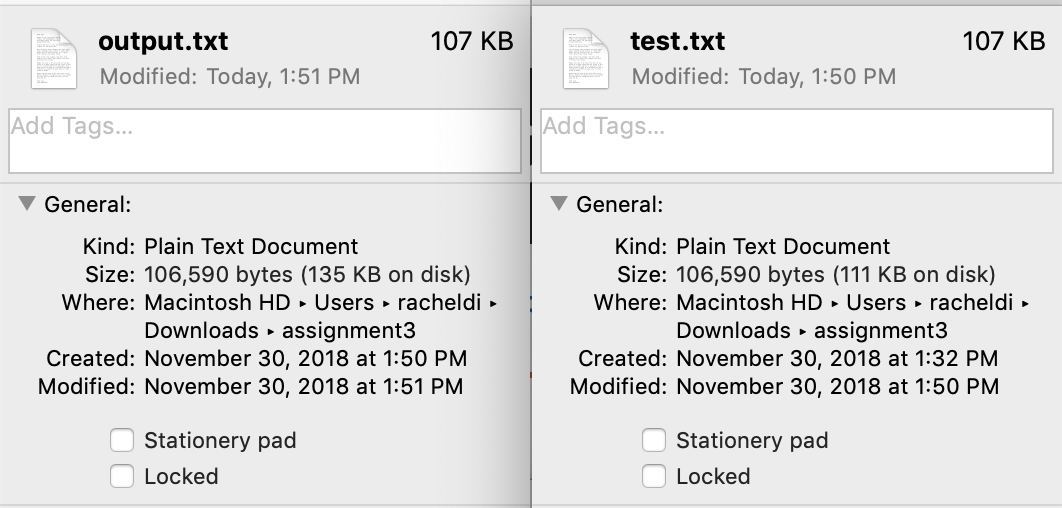 output.txt 107 KB
Modified: Today, 1:51 PM
Add Tags...
General:
Kind: Plain Text Document
Size: 106,590 bytes (135 KB on disk)
Where: Macintosh HD ▸ Users ▸ racheldi ▸
Downloads ▸ assignment3
Created: November 30, 2018 at 1:50 PM
Modified: November 30, 2018 at 1:51 PM
Stationery pad
Locked
test.txt 107 KB
Modified: Today, 1:50 PM
Add Tags...
General:
Kind: Plain Text Document
Size: 106,590 bytes (111 KB on disk)
Where: Macintosh HD ▸ Users ▸ racheldi ▸
Downloads ▸ assignment3
Created: November 30, 2018 at 1:32 PM
Modified: November 30, 2018 at 1:50 PM
Stationery pad
Locked